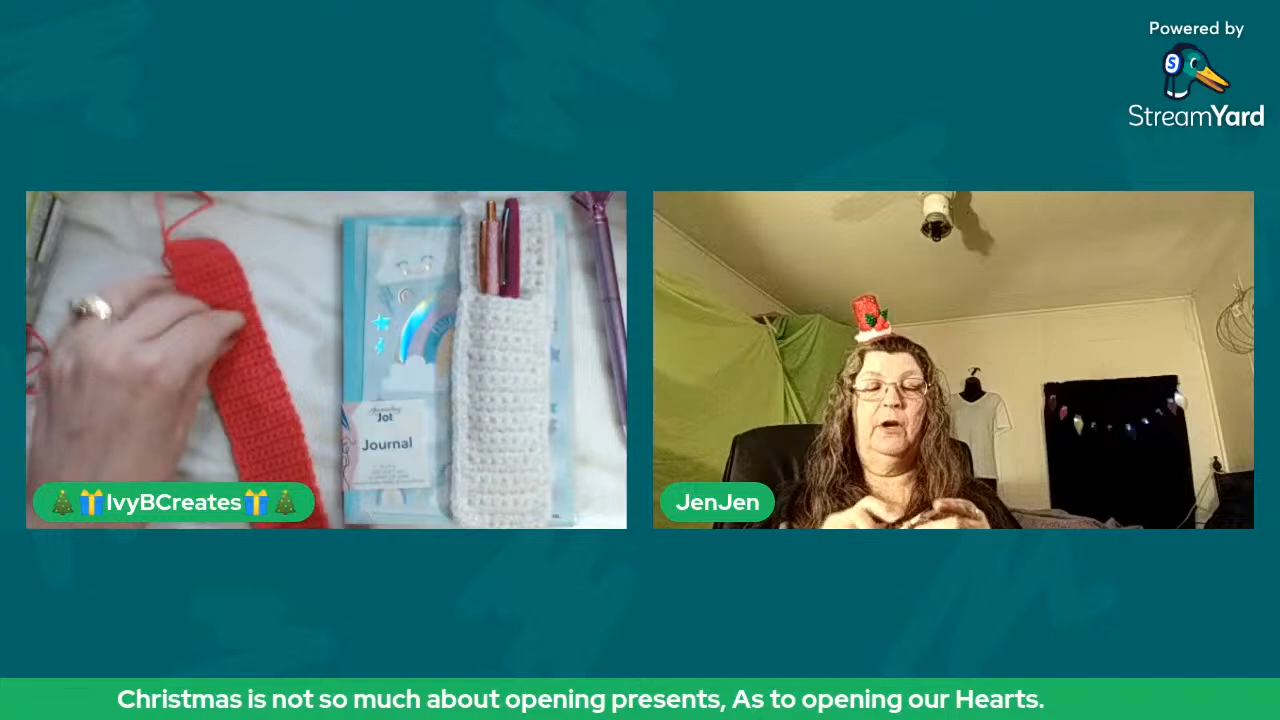 Powered by
S
StreamYard
Jot
Journal
🎄🎁IvyBCreates🎁🎄
JenJen
Christmas is not so much about opening presents, As to opening our Hearts.